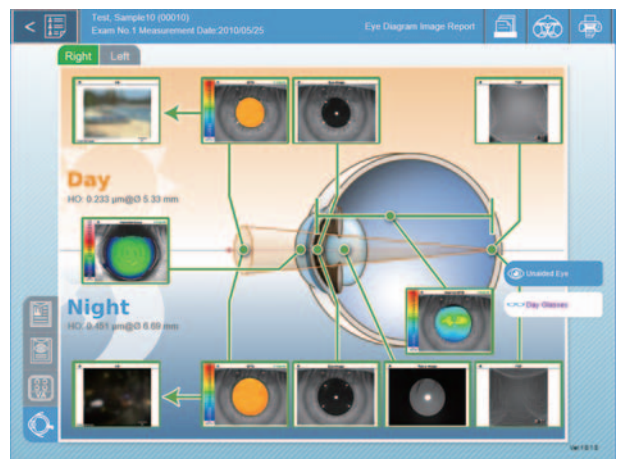 Test, Sample10 (00010)
Exam No.1 Measurement Date:2010/05/25
Eye Diagram Image Report
Right
Left
Day
HO: 0.233 µm@Ø 5.33 mm
Unaided Eye
Day Glasses
Night
HO: 0.451 µm@Ø 6.69 mm